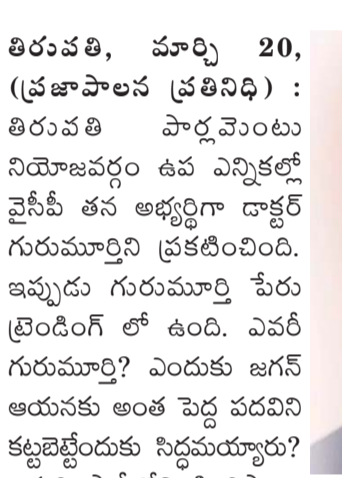 తిరుపతి, మార్చి 20,
(ప్రజాపాలన ప్రతినిధి) :
తిరుపతి పార్లమెంటు
నియోజవర్గం ఉప ఎన్నికల్లో
వైసీపీ తన అభ్యర్థిగా డాక్టర్
గురుమూర్తిని ప్రకటించింది.
ఇప్పుడు గురుమూర్తి పేరు
ట్రెండింగ్ లో ఉంది. ఎవరీ
గురుమూర్తి? ఎందుకు జగన్
ఆయనకు అంత పెద్ద పదవిని
కట్టబెట్టేందుకు సిద్ధమయ్యారు?